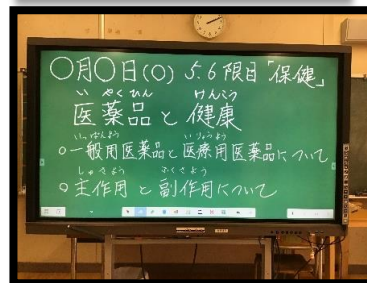 〇月〇日(〇) 5.6限目「保健」
いやくひん けんこう
医薬品と健康
いっぱんよう いりょうよう
○一般用医薬品と医療用医薬品について
しゅさよう ふくさよう
○主作用と副作用について